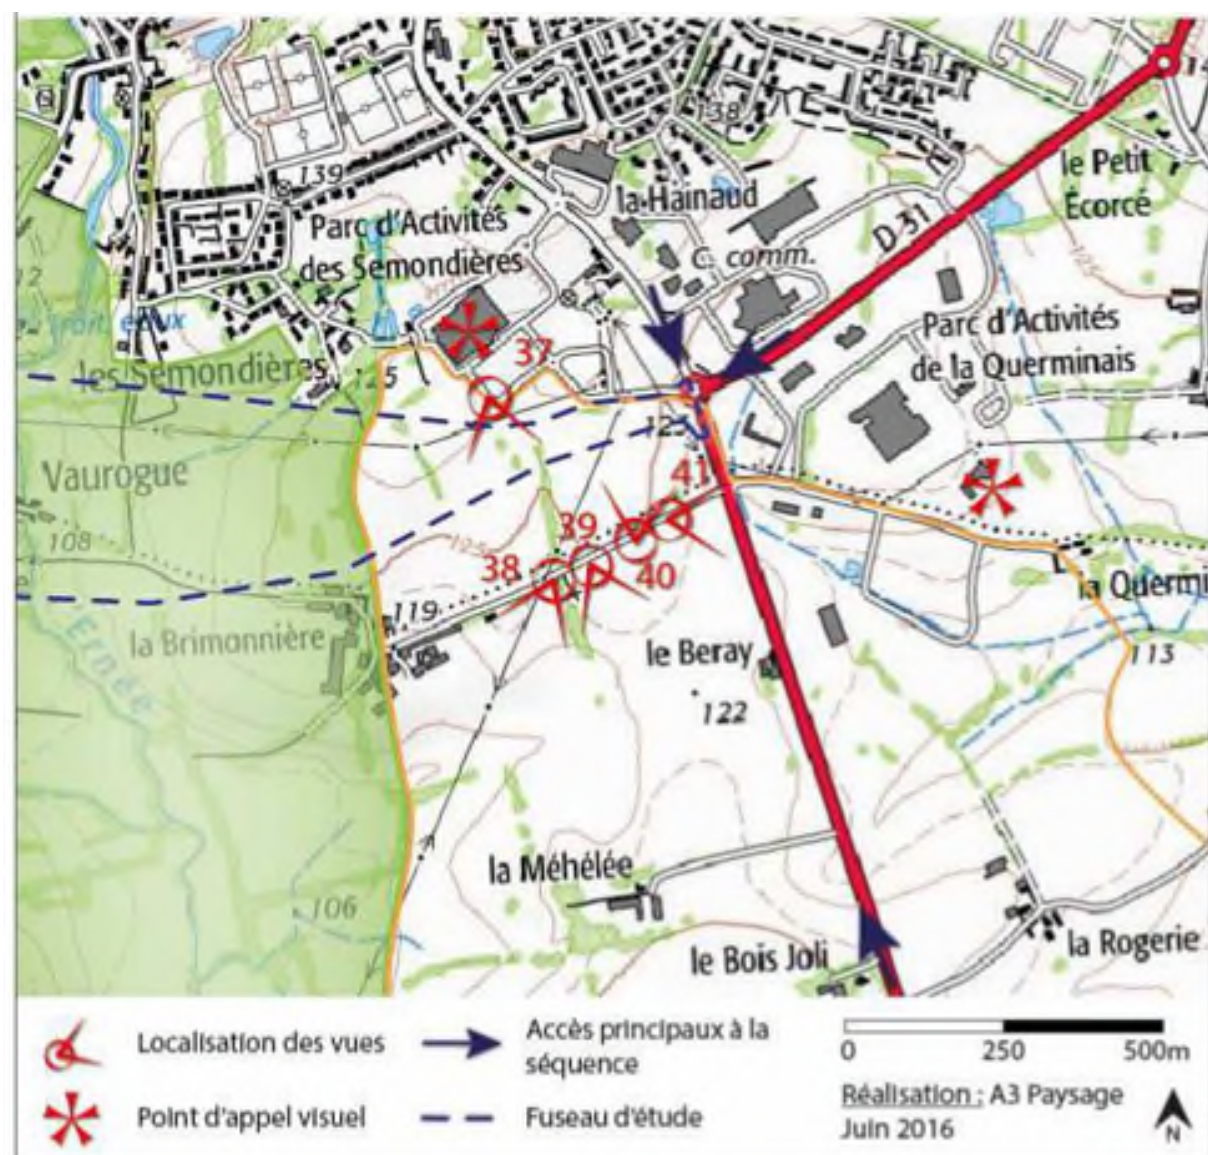 138
139
le Petit
Écorcé
la Hainaud
Parc d'Activités
des Semondières
D 31
C. comm.
37
Parc d'Activités
de la Querminais
les Semondières
125
Vaurogue
41
108
39
38
40
119
la Brimonnière
Ernée
le Beray
122
la Quermi
113
la Méhélée
106
le Bois Joli
la Rogerie
Localisation des vues
Accès principaux à la
séquence
0 250 500m
Point d'appel visuel
Fuseau d'étude
Réalisation : A3 Paysage
Juin 2016
N